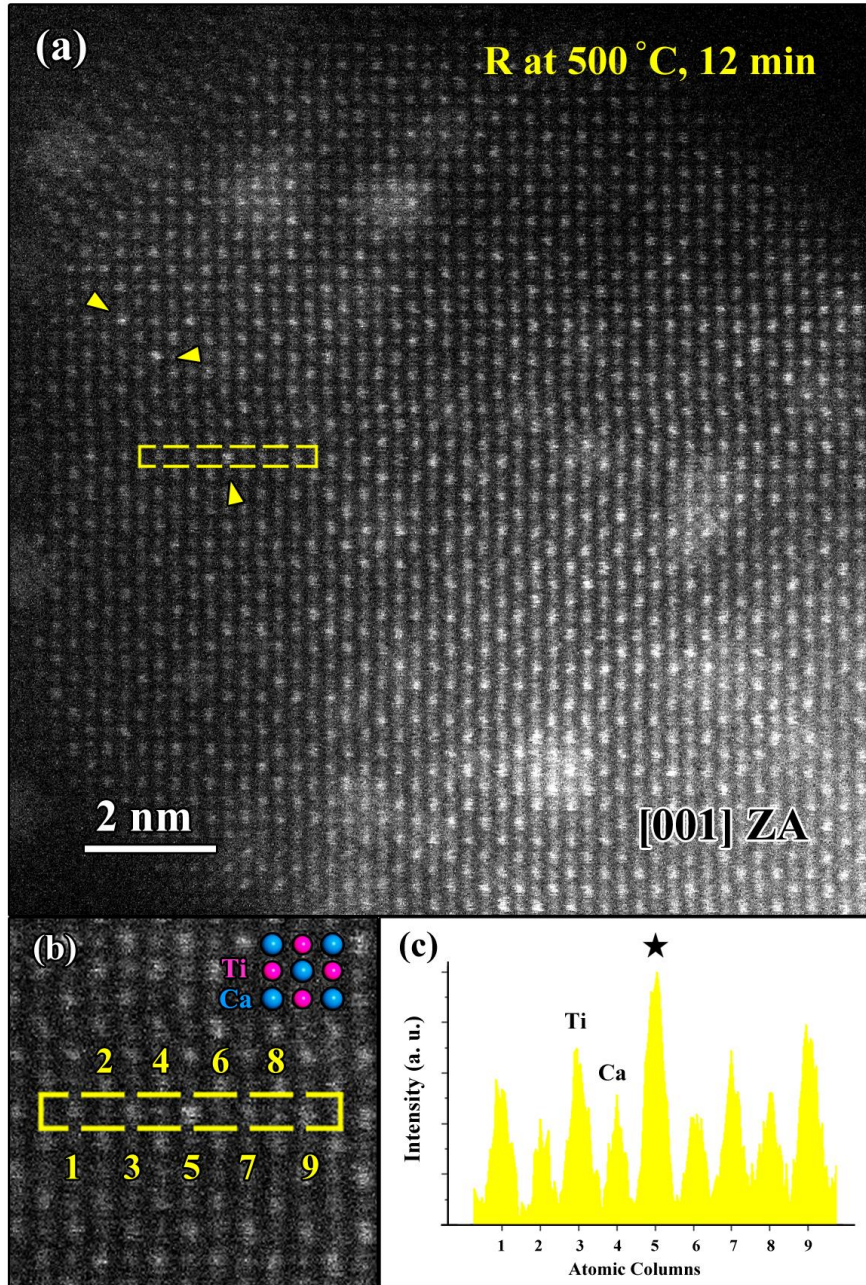 (a)
R at 500 °C, 12 min
2 nm
[001] ZA
(b)
Ti
Ca
2 4 6 8
1 3 5 7 9
(c)
★
Ti
Ca
Intensity (a. u.)
1 2 3 4 5 6 7 8 9
Atomic Columns